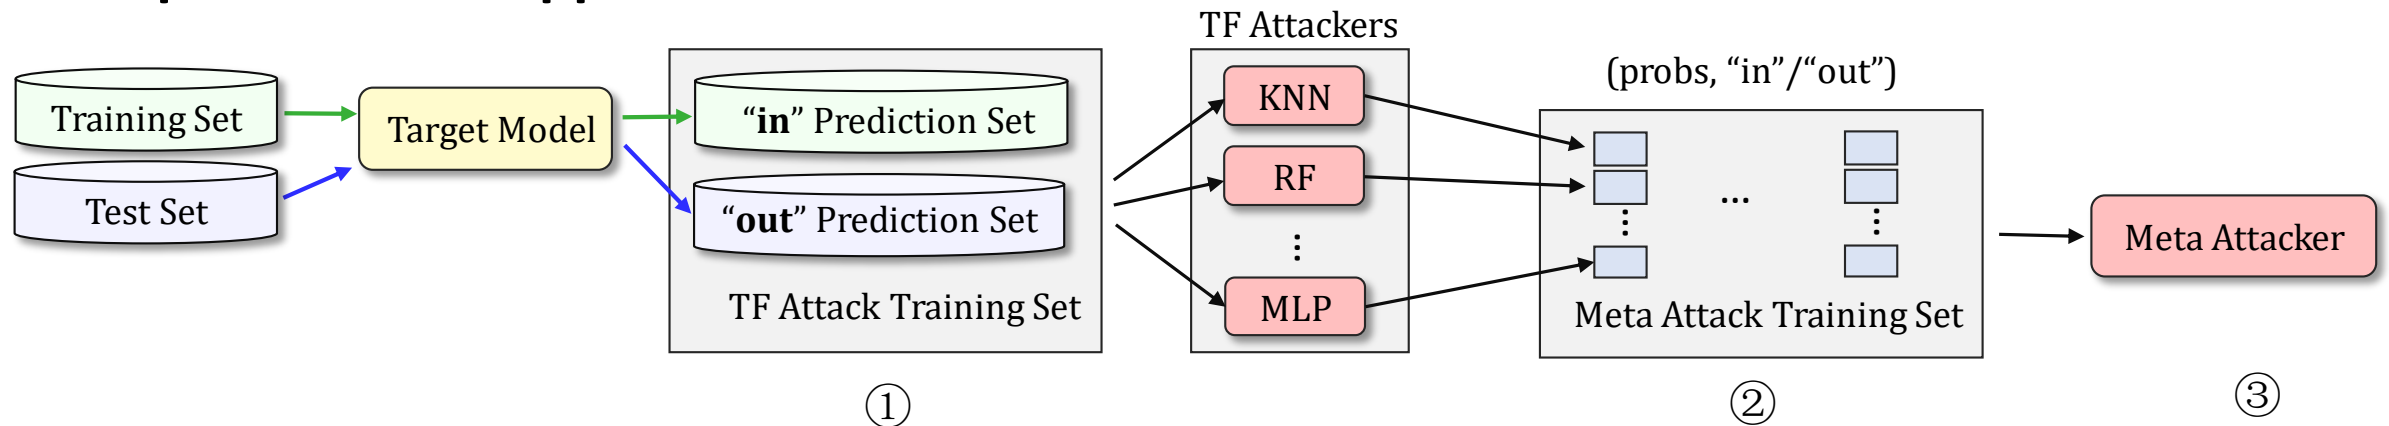 TF Attackers
Training Set
Test Set
Target Model
“in” Prediction Set
“out” Prediction Set
TF Attack Training Set
KNN
RF
⋮
MLP
(probs, “in”/“out”)
⋮ ... ⋮
Meta Attack Training Set
Meta Attacker
① ② ③